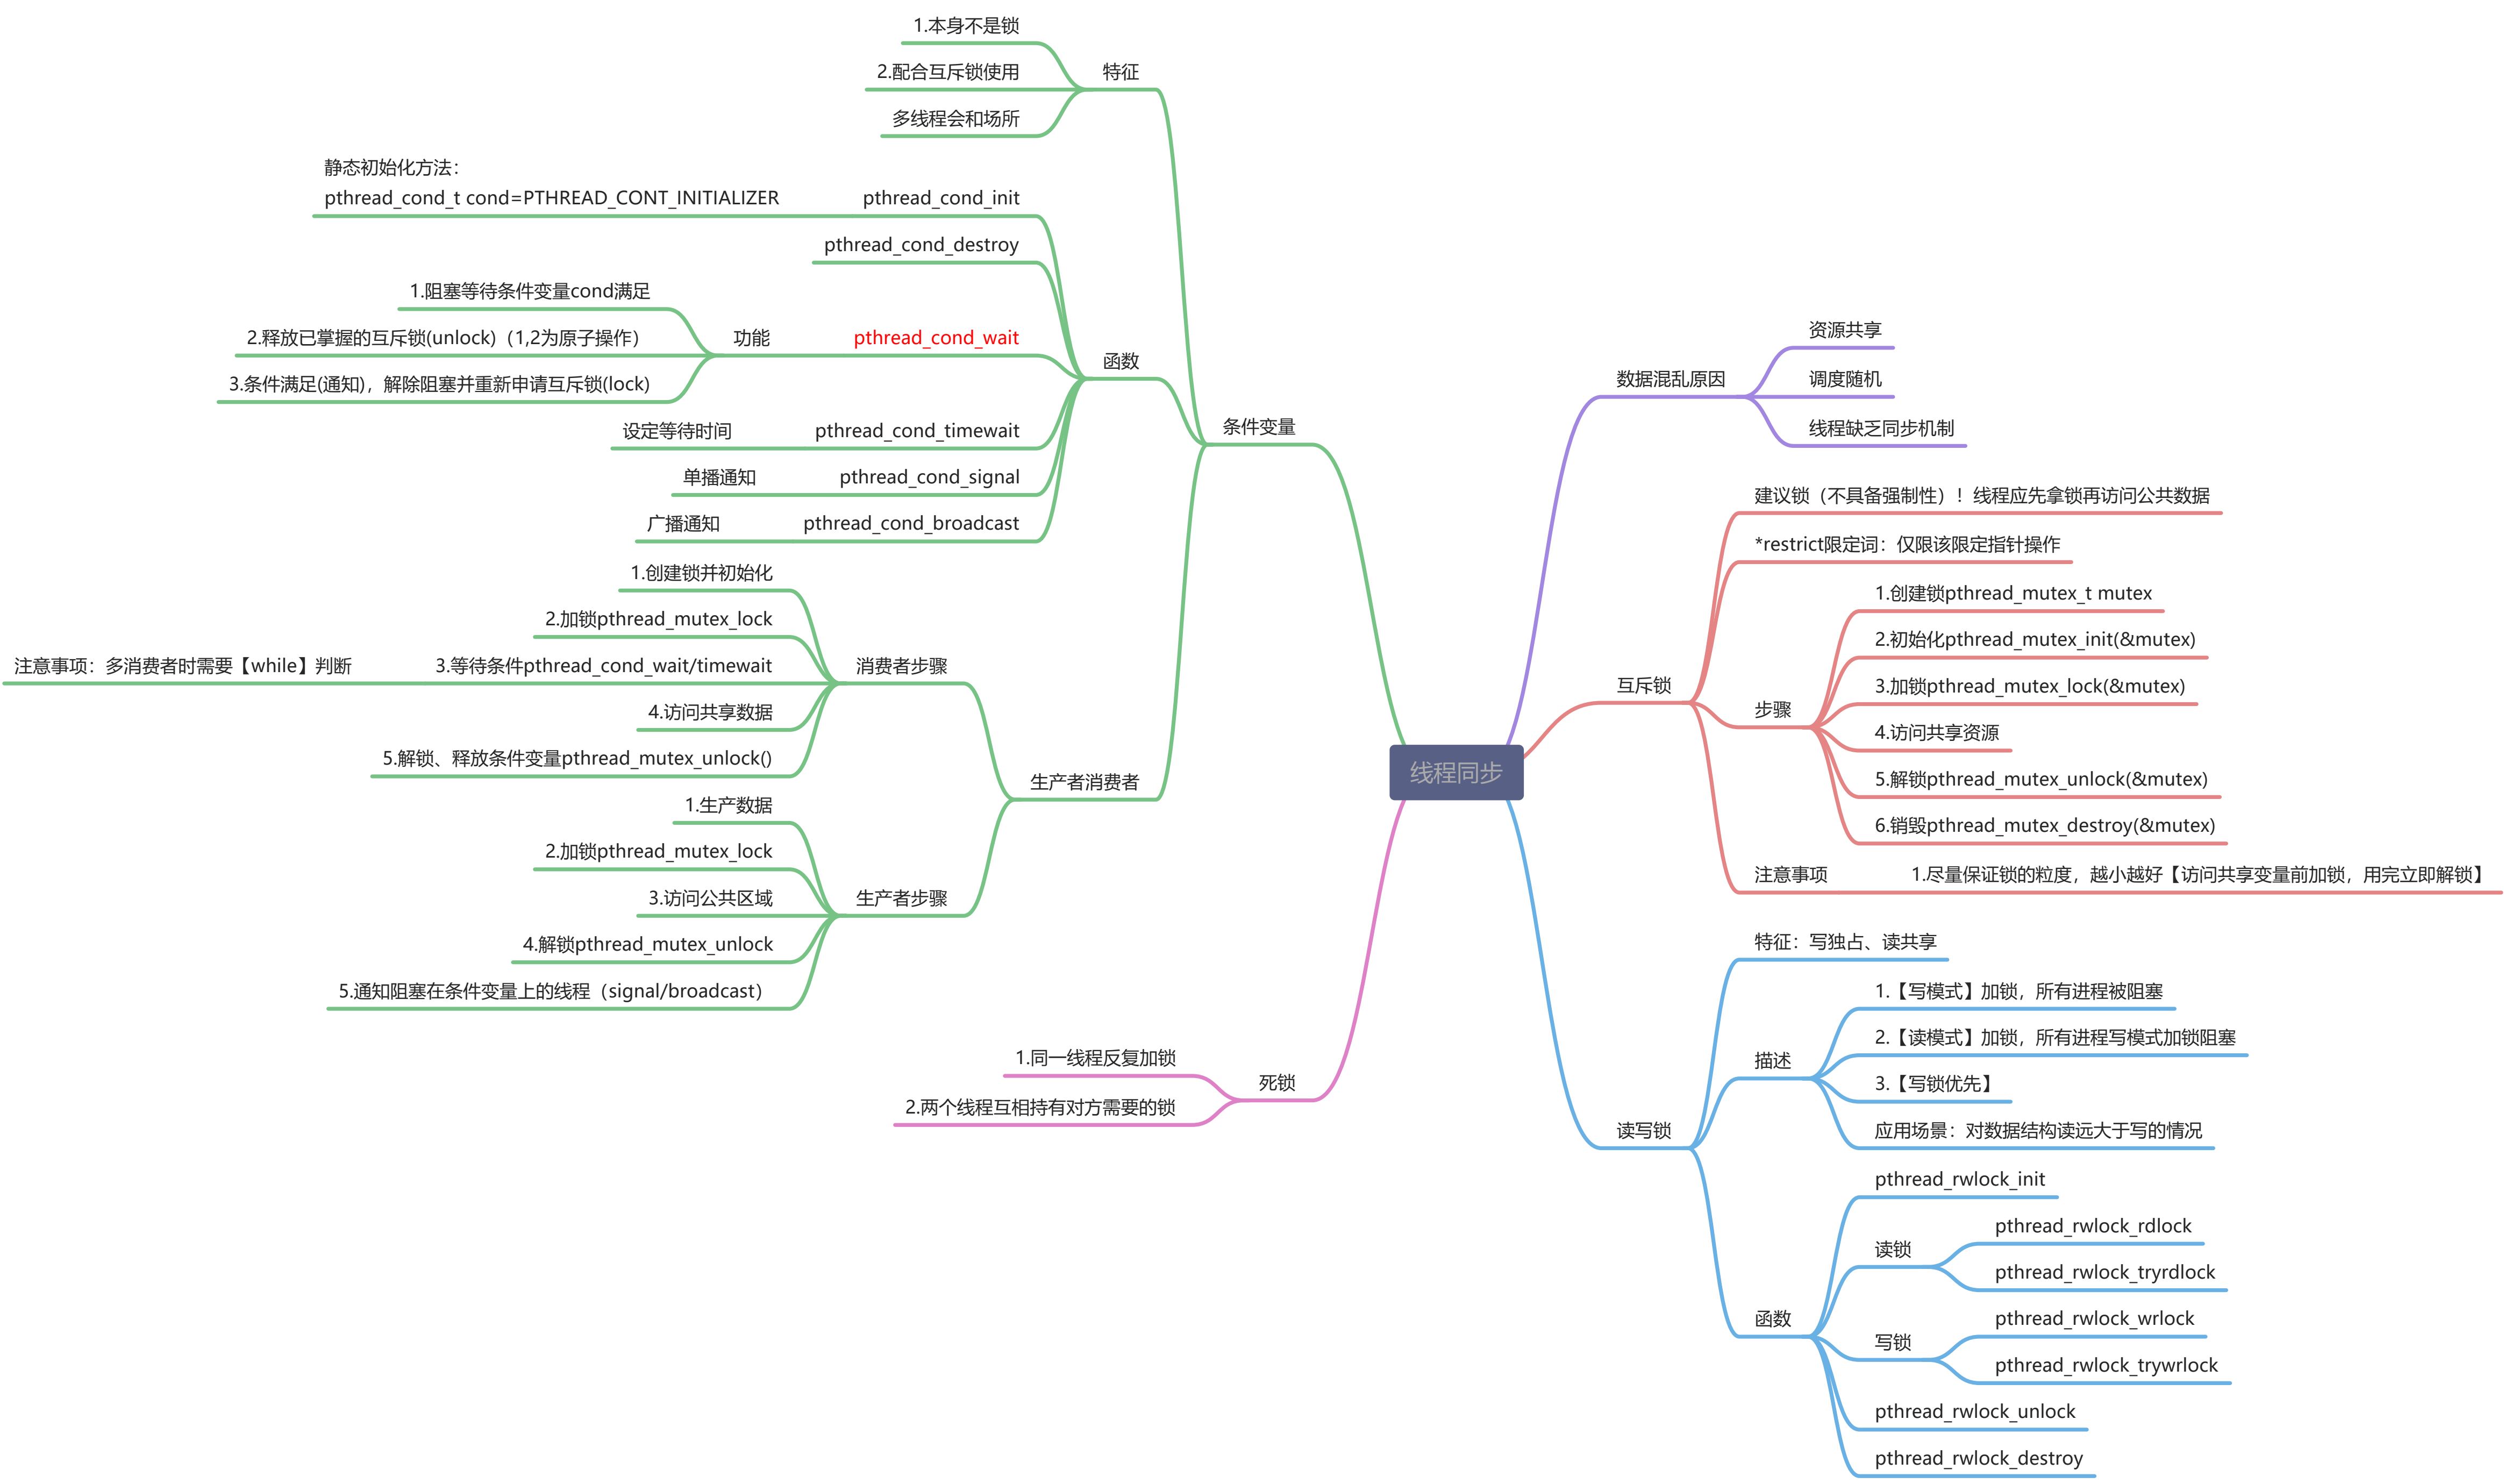 线程同步
数据混乱原因
资源共享
调度随机
线程缺乏同步机制
互斥锁
建议锁（不具备强制性）！线程应先拿锁再访问公共数据
*restrict限定词：仅限该限定指针操作
步骤
1.创建锁pthread_mutex_t mutex
2.初始化pthread_mutex_init(&mutex)
3.加锁pthread_mutex_lock(&mutex)
4.访问共享资源
5.解锁pthread_mutex_unlock(&mutex)
6.销毁pthread_mutex_destroy(&mutex)
注意事项
1.尽量保证锁的粒度，越小越好【访问共享变量前加锁，用完立即解锁】
读写锁
特征：写独占、读共享
描述
1.【写模式】加锁，所有进程被阻塞
2.【读模式】加锁，所有进程写模式加锁阻塞
3.【写锁优先】
应用场景：对数据结构读远大于写的情况
函数
pthread_rwlock_init
读锁
pthread_rwlock_rdlock
pthread_rwlock_tryrdlock
写锁
pthread_rwlock_wrlock
pthread_rwlock_trywrlock
pthread_rwlock_unlock
pthread_rwlock_destroy
条件变量
特征
1.本身不是锁
2.配合互斥锁使用
多线程会和场所
函数
pthread_cond_init
静态初始化方法：
pthread_cond_t cond=PTHREAD_CONT_INITIALIZER
pthread_cond_destroy
pthread_cond_wait
功能
1.阻塞等待条件变量cond满足
2.释放已掌握的互斥锁(unlock)（1,2为原子操作）
3.条件满足(通知)，解除阻塞并重新申请互斥锁(lock)
pthread_cond_timewait
设定等待时间
pthread_cond_signal
单播通知
pthread_cond_broadcast
广播通知
生产者消费者
消费者步骤
1.创建锁并初始化
2.加锁pthread_mutex_lock
3.等待条件pthread_cond_wait/timewait
注意事项：多消费者时需要【while】判断
4.访问共享数据
5.解锁、释放条件变量pthread_mutex_unlock()
生产者步骤
1.生产数据
2.加锁pthread_mutex_lock
3.访问公共区域
4.解锁pthread_mutex_unlock
5.通知阻塞在条件变量上的线程（signal/broadcast）
死锁
1.同一线程反复加锁
2.两个线程互相持有对方需要的锁